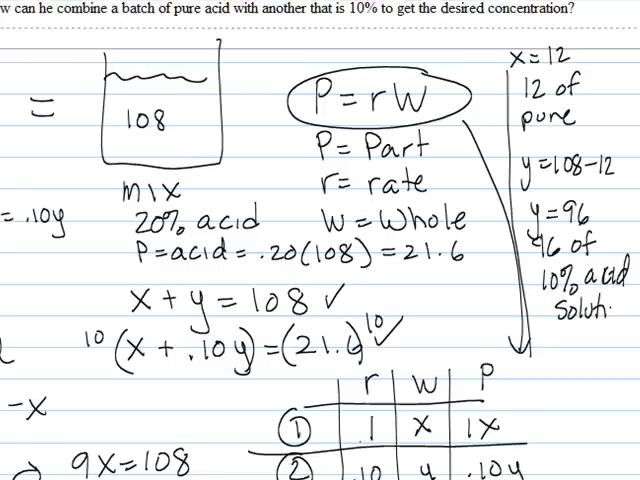 w can he combine a batch of pure acid with another that is 10% to get the desired concentration?
=
108
mix
20% acid
P=acid=.20(108)=21.6
= .10y
P=rW
P= Part
r= rate
W=Whole
x=12
12 of
pure
y=108-12
y=96
96 of
10% acid
Soluti
x+y=108 ✓
10 (x+.10y)=(21.6)10 ✓
-x
9x=108
r W P
① .1 x 1x
② .10 y .10y